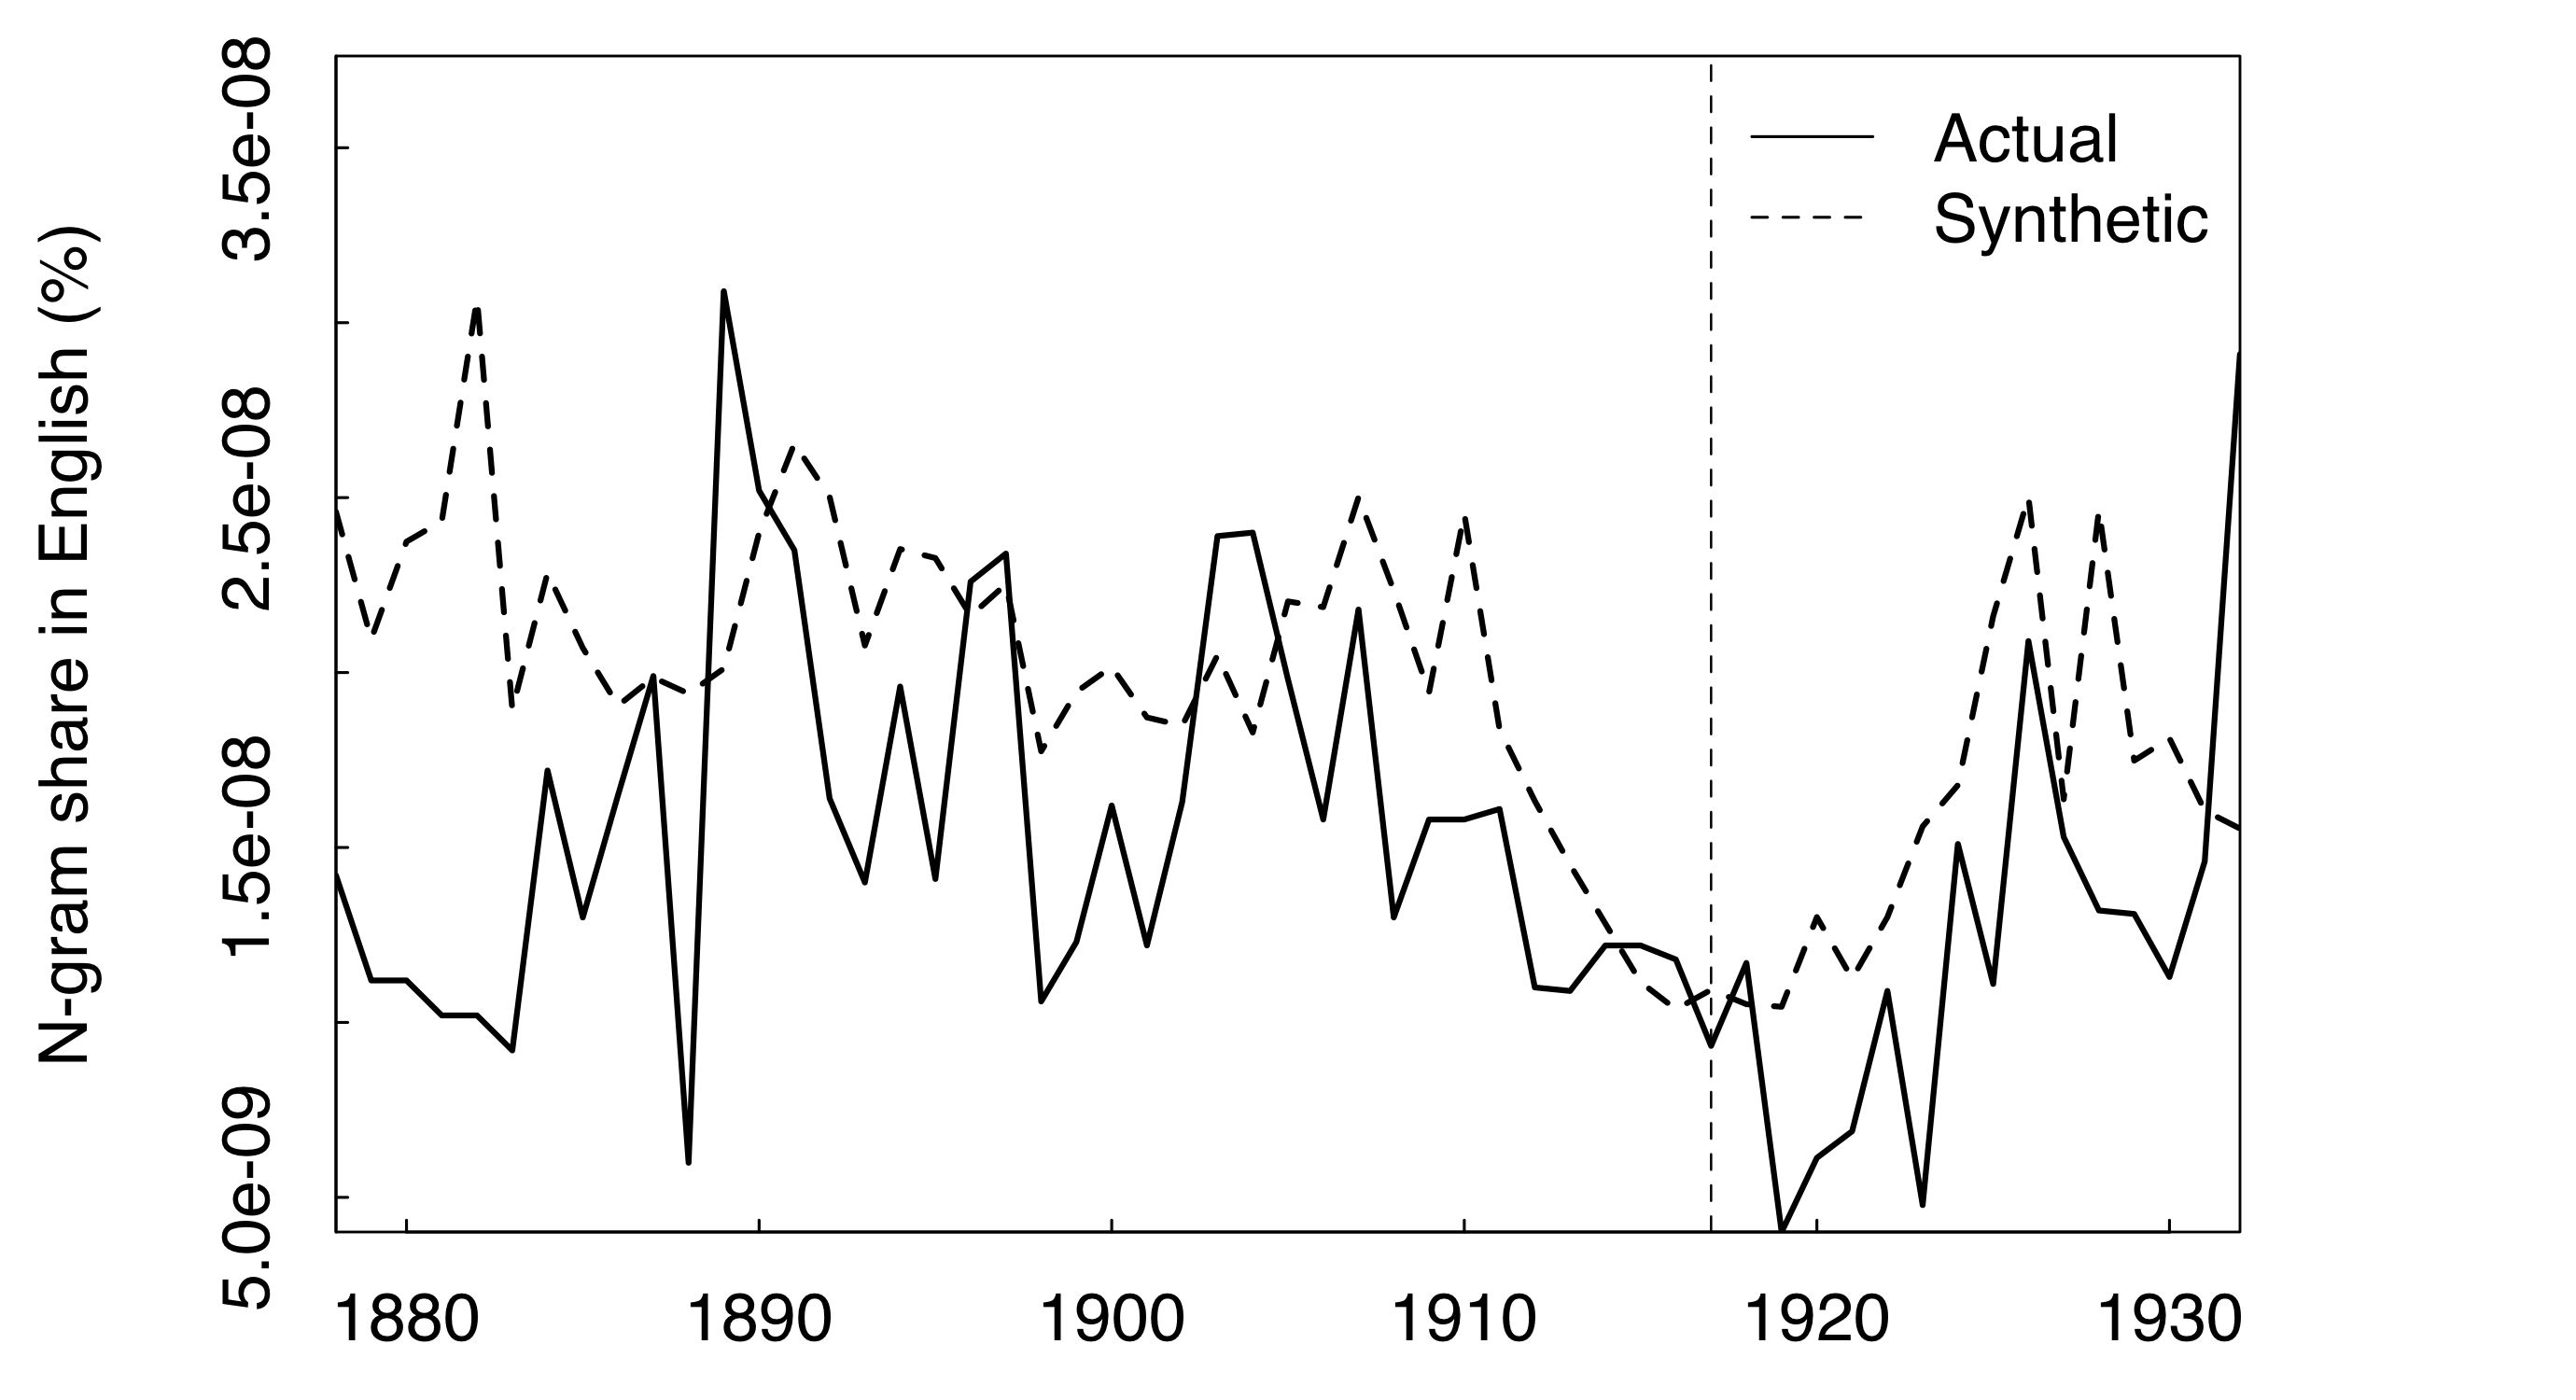 N-gram share in English (%)
3.5e-08
2.5e-08
1.5e-08
5.0e-09
Actual
Synthetic
1880 1890 1900 1910 1920 1930